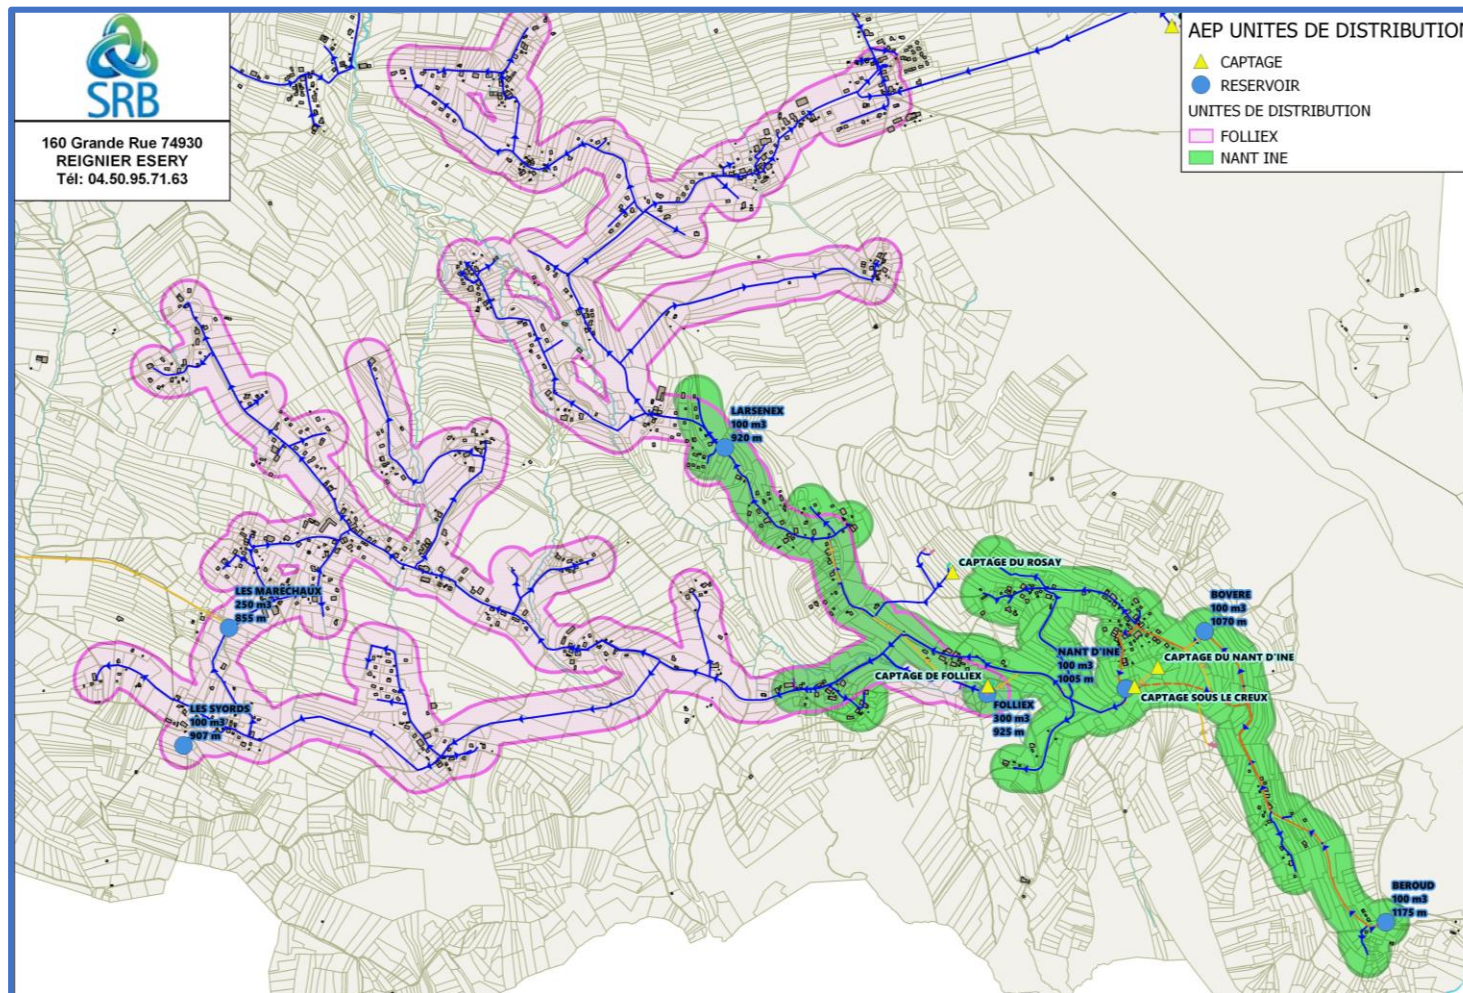 SRB
160 Grande Rue 74930
REIGNIER ESERY
Tél: 04.50.95.71.63
AEP UNITES DE DISTRIBUTION
CAPTAGE
RESERVOIR
UNITES DE DISTRIBUTION
FOLLIEX
NANT INE
LARSENEX
100 m3
920 m
CAPTAGE DU ROSAY
LES MARECHAUX
250 m3
855 m
BOVERE
100 m3
1070 m
NANT D'INE
100 m3
1005 m
CAPTAGE DU NANT D'INE
CAPTAGE DE FOLLIEX
CAPTAGE SOUS LE CREUX
FOLLIEX
300 m3
925 m
LES SYORDS
100 m3
907 m
BEROUD
100 m3
1175 m